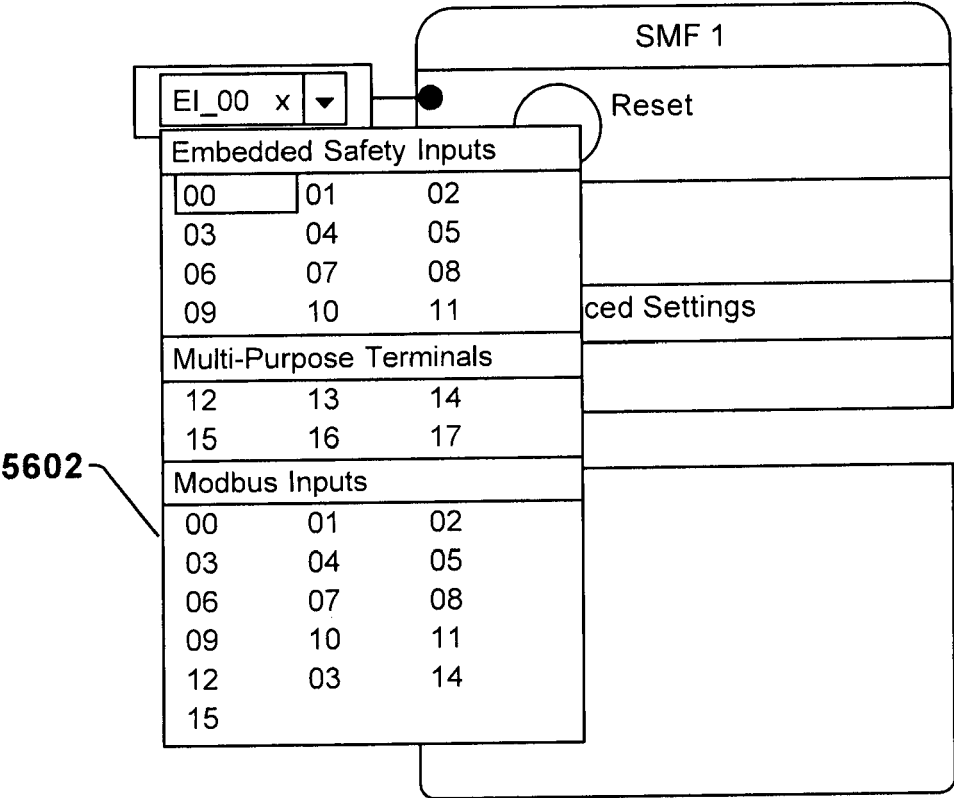 SMF 1
EI_00 x
Reset
Embedded Safety Inputs
00 01 02
03 04 05
06 07 08
09 10 11
ced Settings
Multi-Purpose Terminals
12 13 14
15 16 17
5602
Modbus Inputs
00 01 02
03 04 05
06 07 08
09 10 11
12 03 14
15